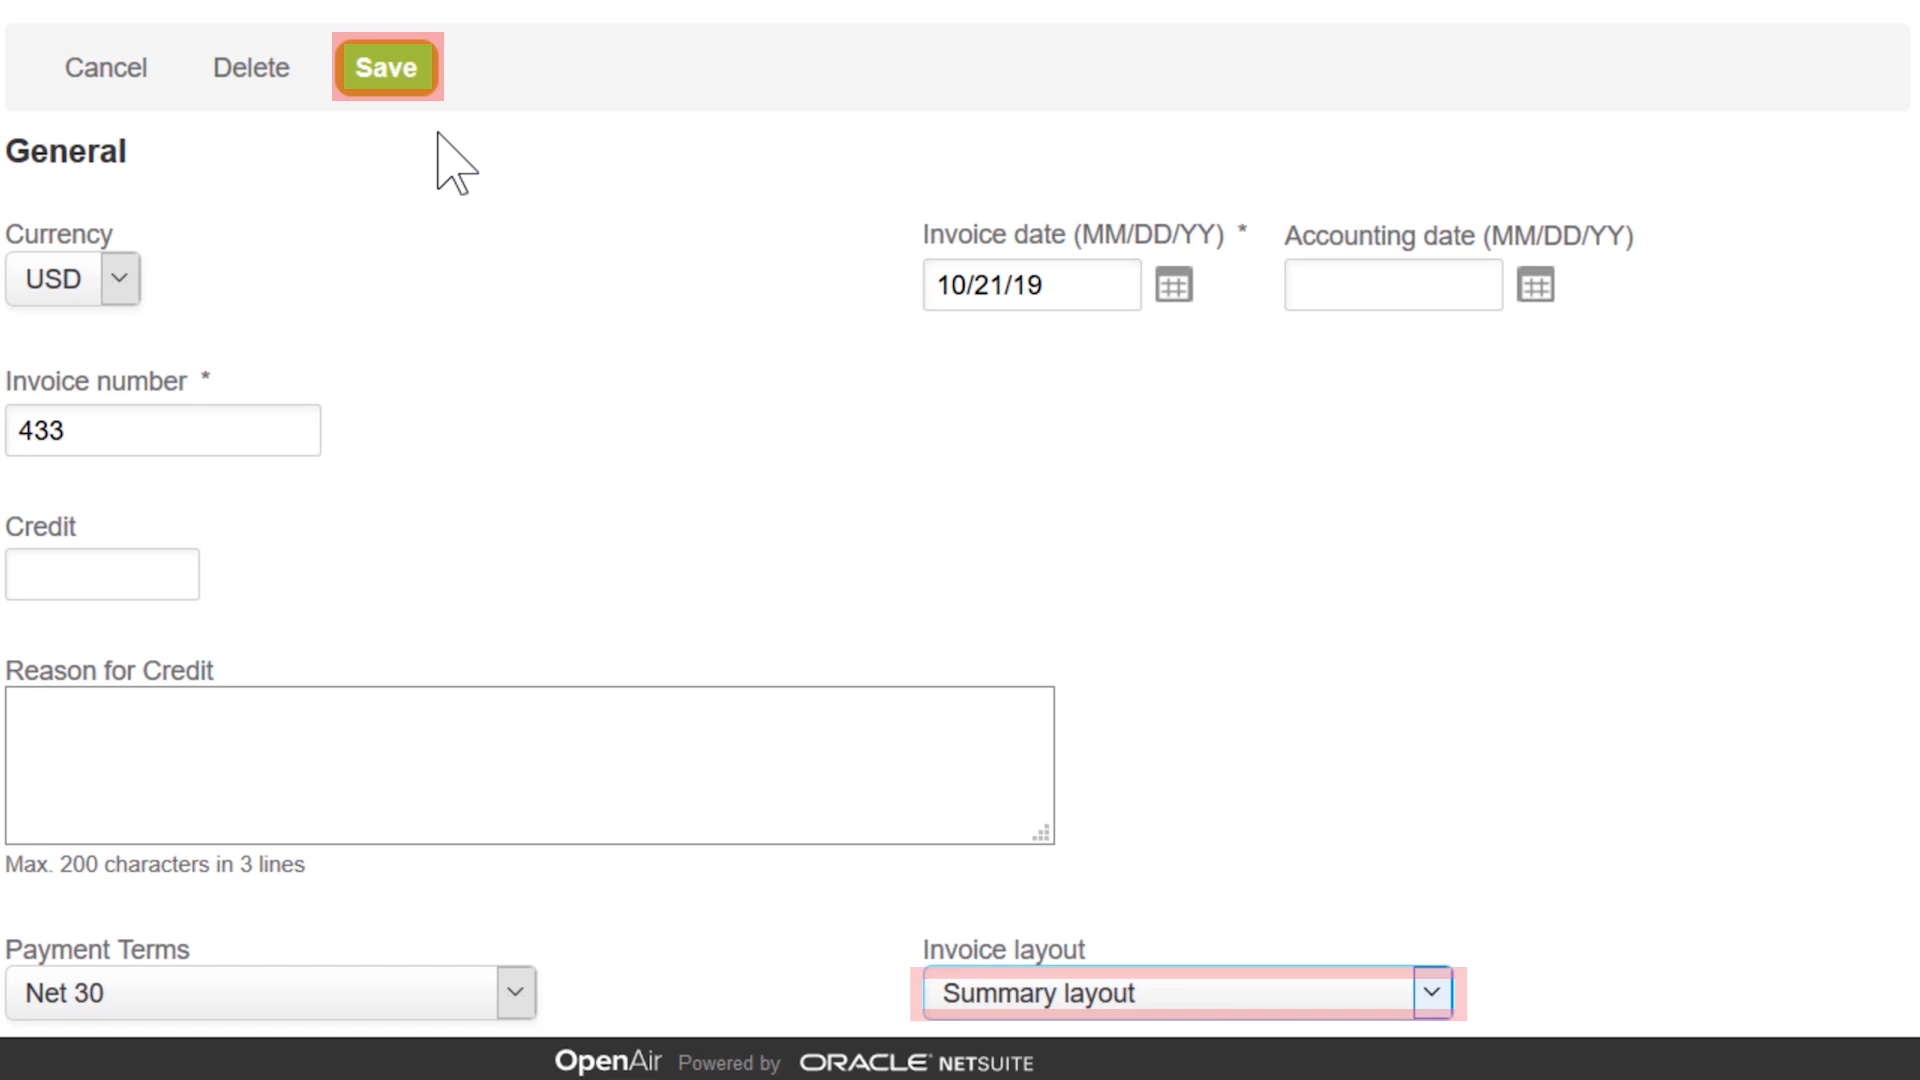 Cancel Delete Save
General
Currency
USD
Invoice date (MM/DD/YY) *
10/21/19
Accounting date (MM/DD/YY)
Invoice number *
433
Credit
Reason for Credit
Max. 200 characters in 3 lines
Payment Terms
Net 30
Invoice layout
Summary layout
OpenAir Powered by ORACLE NETSUITE